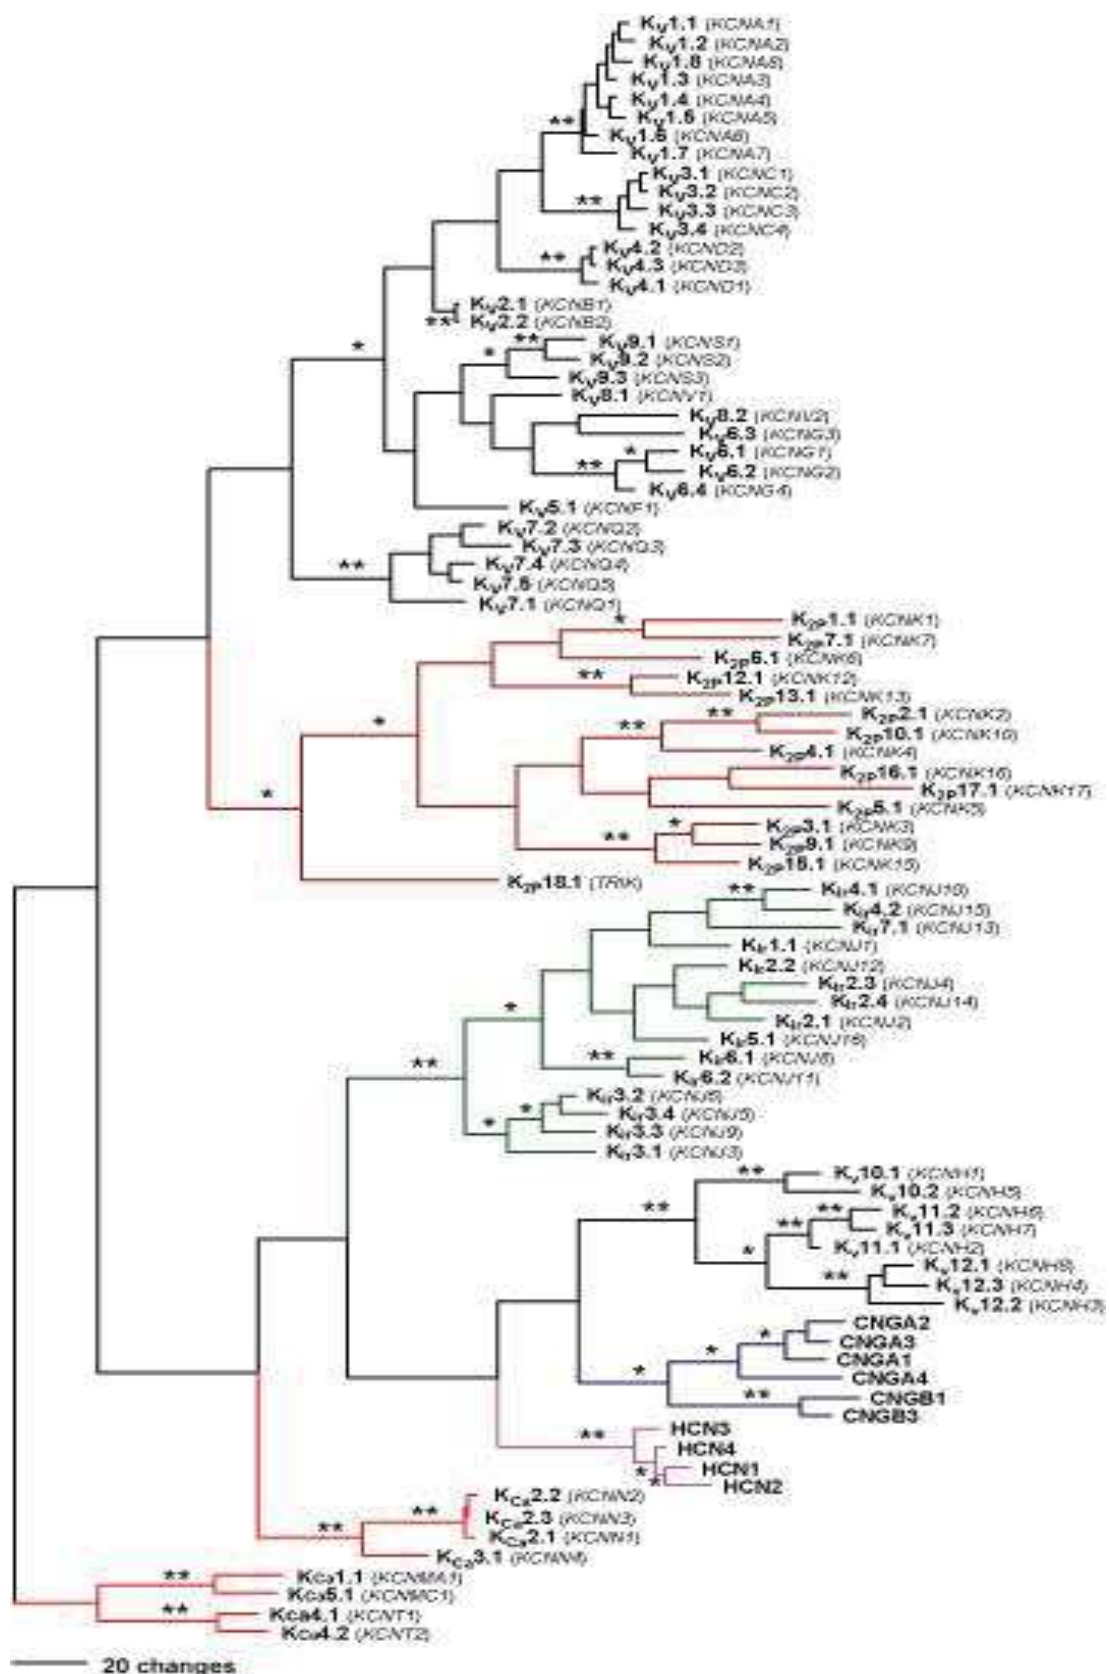 Kv1.1 (KCNA1)
Kv1.2 (KCNA2)
Kv1.8 (KCNA8)
Kv1.3 (KCNA3)
Kv1.4 (KCNA4)
Kv1.5 (KCNA5)
**
Kv1.6 (KCNA6)
Kv1.7 (KCNA7)
Kv3.1 (KCNC1)
Kv3.2 (KCNC2)
**
Kv3.3 (KCNC3)
Kv3.4 (KCNC4)
Kv4.2 (KCND2)
**
Kv4.3 (KCND3)
Kv4.1 (KCND1)
Kv2.1 (KCNB1)
** Kv2.2 (KCNB2)
** Kv9.1 (KCNS1)
*
* Kv9.2 (KCNS2)
Kv9.3 (KCNS3)
Kv8.1 (KCNV1)
Kv8.2 (KCNV2)
Kv6.3 (KCNG3)
* Kv6.1 (KCNG1)
** Kv6.2 (KCNG2)
Kv6.4 (KCNG4)
Kv5.1 (KCNF1)
Kv7.2 (KCNQ2)
Kv7.3 (KCNQ3)
** Kv7.4 (KCNQ4)
Kv7.5 (KCNQ5)
Kv7.1 (KCNQ1)
* K2P1.1 (KCNK1)
K2P7.1 (KCNK7)
K2P6.1 (KCNK6)
** K2P12.1 (KCNK12)
K2P13.1 (KCNK13)
** K2P2.1 (KCNK2)
* ** K2P10.1 (KCNK10)
K2P4.1 (KCNK4)
K2P16.1 (KCNK16)
* K2P17.1 (KCNK17)
K2P5.1 (KCNK5)
* K2P3.1 (KCNK3)
** K2P9.1 (KCNK9)
K2P15.1 (KCNK15)
K2P18.1 (TRIK)
** Kir4.1 (KCNJ10)
Kir4.2 (KCNJ15)
Kir7.1 (KCNJ13)
Kir1.1 (KCNJ1)
Kir2.2 (KCNJ12)
Kir2.3 (KCNJ4)
* Kir2.4 (KCNJ14)
Kir2.1 (KCNJ2)
Kir5.1 (KCNJ16)
** ** Kir6.1 (KCNJ8)
Kir6.2 (KCNJ11)
Kir3.2 (KCNJ6)
* Kir3.4 (KCNJ5)
* Kir3.3 (KCNJ9)
Kir3.1 (KCNJ3)
** Kv10.1 (KCNH1)
Kv10.2 (KCNH5)
** ** Kv11.2 (KCNH6)
** Kv11.3 (KCNH7)
Kv11.1 (KCNH2)
* Kv12.1 (KCNH8)
** Kv12.3 (KCNH4)
Kv12.2 (KCNH3)
CNGA2
* CNGA3
* CNGA1
* CNGA4
** CNGB1
CNGB3
** HCN3
HCN4
* HCN1
* HCN2
KCa2.2 (KCNN2)
** KCa2.3 (KCNN3)
** KCa2.1 (KCNN1)
KCa3.1 (KCNN4)
** Kca1.1 (KCNMA1)
Kca5.1 (KCNMC1)
** Kca4.1 (KCNT1)
Kca4.2 (KCNT2)
20 changes